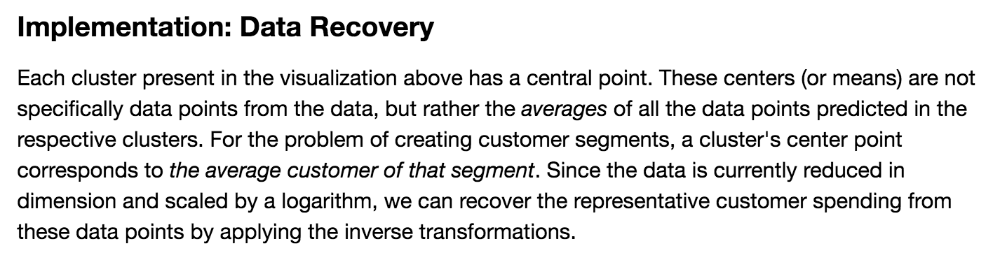 Implementation: Data Recovery
Each cluster present in the visualization above has a central point. These centers (or means) are not
specifically data points from the data, but rather the averages of all the data points predicted in the
respective clusters. For the problem of creating customer segments, a cluster's center point
corresponds to the average customer of that segment. Since the data is currently reduced in
dimension and scaled by a logarithm, we can recover the representative customer spending from
these data points by applying the inverse transformations.